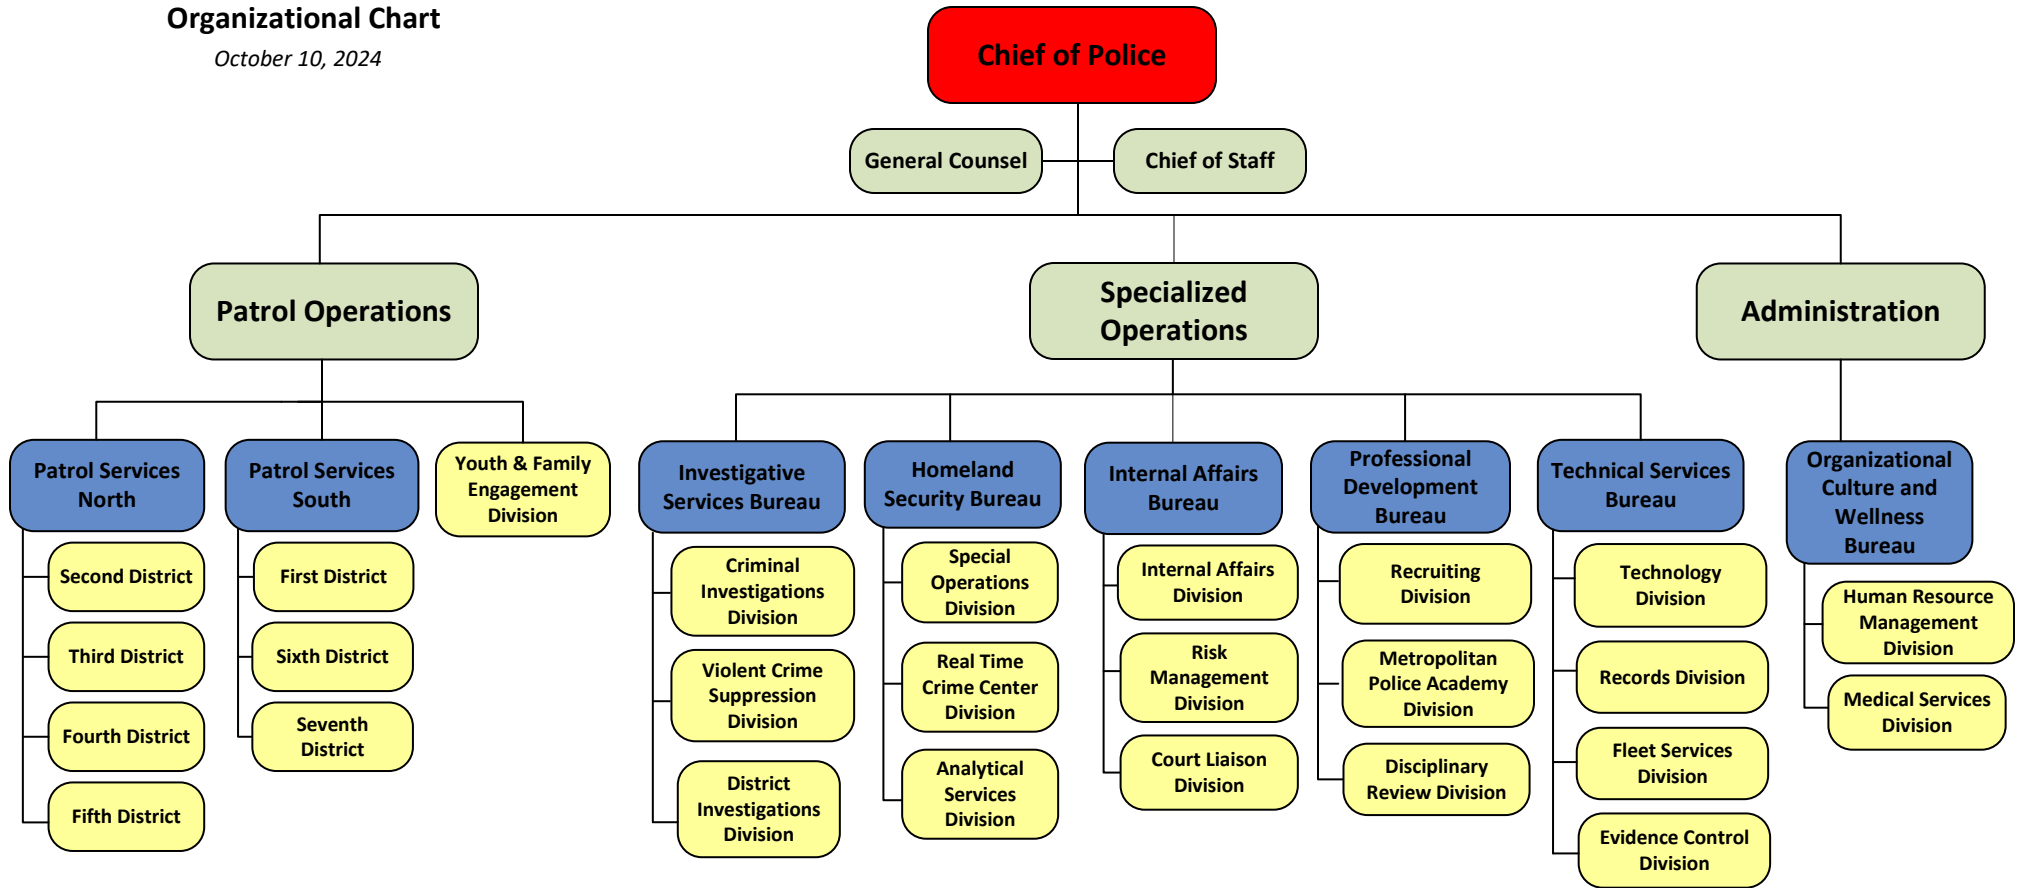 Organizational Chart
October 10, 2024
Chief of Police
General Counsel
Chief of Staff
Patrol Operations
Specialized
Operations
Administration
Patrol Services
North
Patrol Services
South
Youth & Family
Engagement
Division
Investigative
Services Bureau
Homeland
Security Bureau
Internal Affairs
Bureau
Professional
Development
Bureau
Technical Services
Bureau
Organizational
Culture and
Wellness
Bureau
Second District
Third District
Fourth District
Fifth District
First District
Sixth District
Seventh
District
Criminal
Investigations
Division
Violent Crime
Suppression
Division
District
Investigations
Division
Special
Operations
Division
Real Time
Crime Center
Division
Analytical
Services
Division
Internal Affairs
Division
Risk
Management
Division
Court Liaison
Division
Recruiting
Division
Metropolitan
Police Academy
Division
Disciplinary
Review Division
Technology
Division
Records Division
Fleet Services
Division
Evidence Control
Division
Human Resource
Management
Division
Medical Services
Division